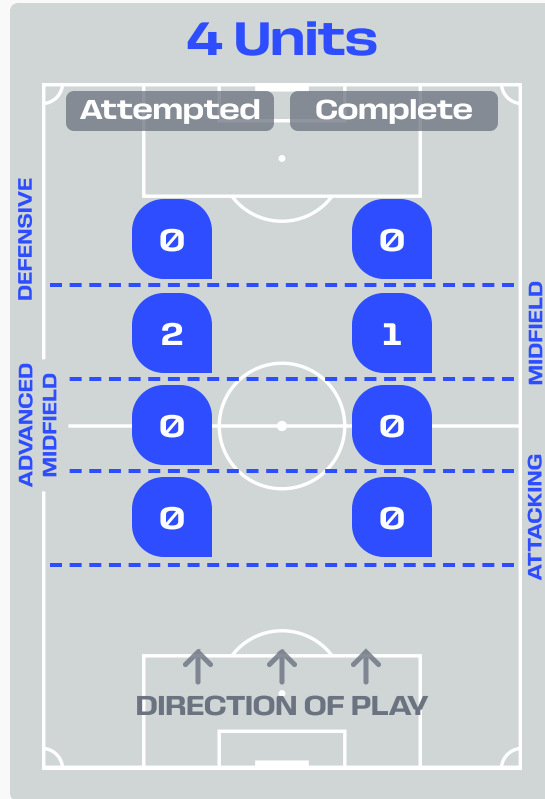 4 Units
Attempted Complete
DEFENSIVE
0 0
MIDFIELD
2 1
ADVANCED
MIDFIELD
0 0
ATTACKING
0 0
DIRECTION OF PLAY